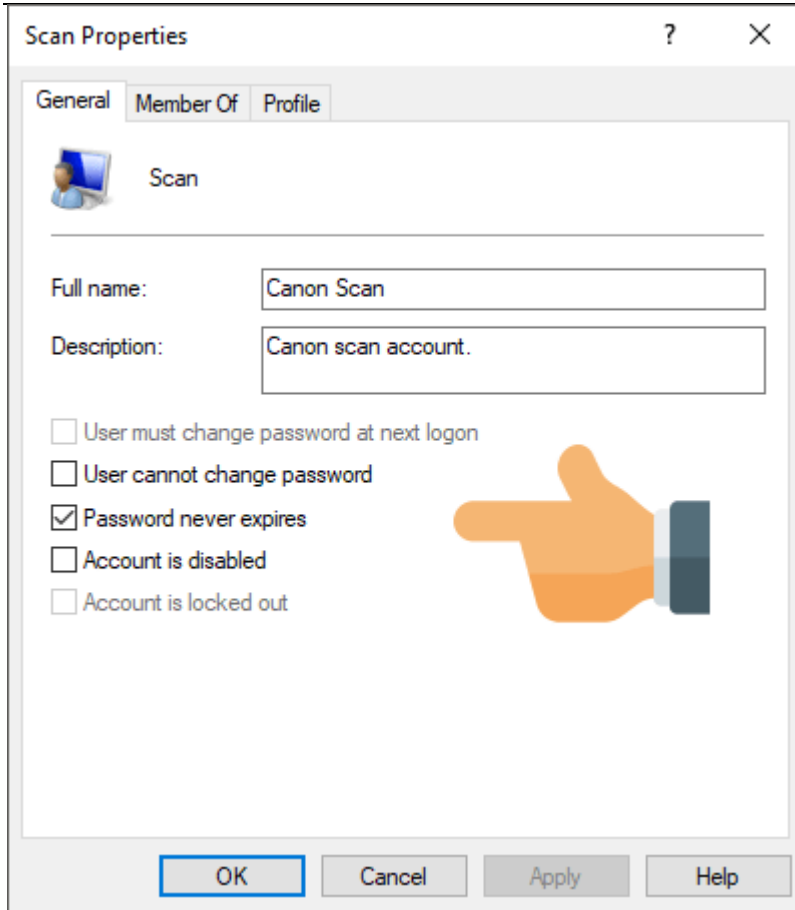 Scan Properties ? X
General Member Of Profile
Scan
Full name: Canon Scan
Description: Canon scan account.
User must change password at next logon
User cannot change password
Password never expires
Account is disabled
Account is locked out
OK Cancel Apply Help